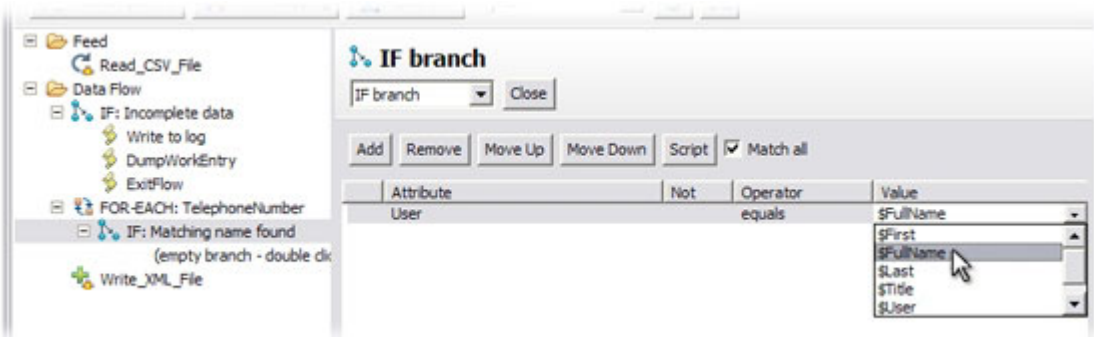 Feed
Read_CSV_File
Data Flow
IF: Incomplete data
Write to log
DumpWorkEntry
ExitFlow
FOR-EACH: TelephoneNumber
IF: Matching name found
(empty branch - double clic
Write_XML_File
IF branch
IF branch
Close
Add Remove Move Up Move Down Script Match all
Attribute Not Operator Value
User equals $FullName
$First
$FullName
$Last
$Title
$User